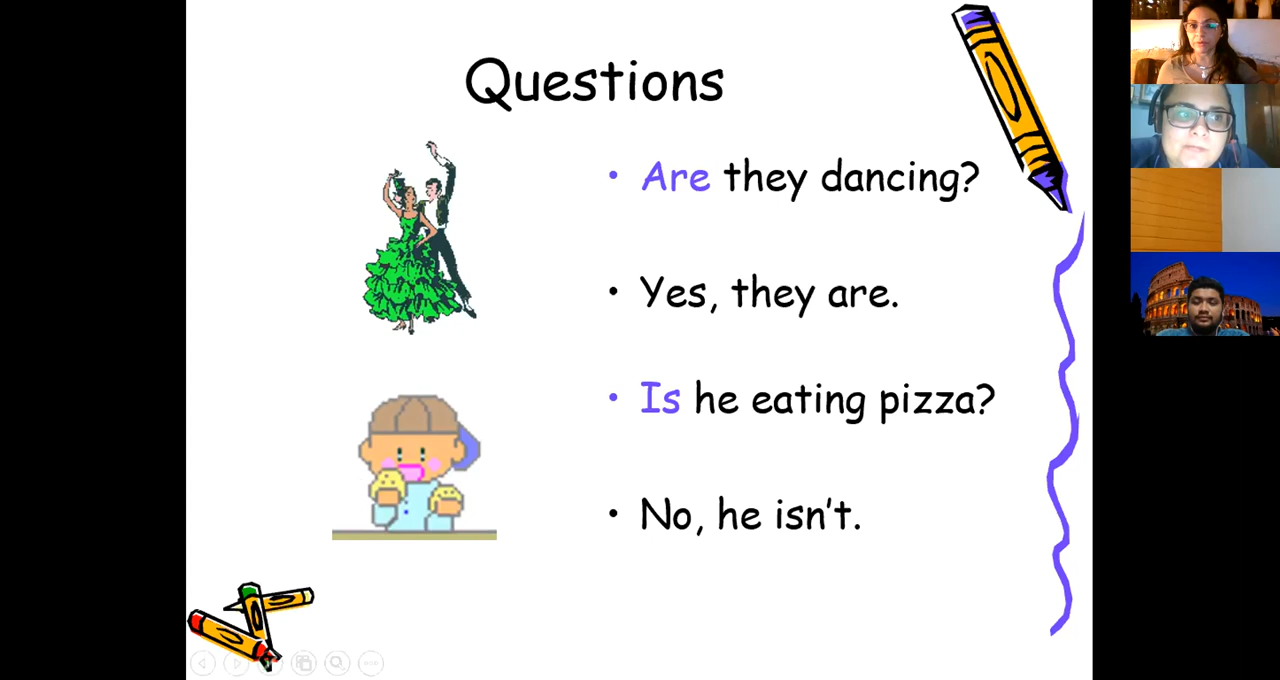 Questions
• Are they dancing?
• Yes, they are.
• Is he eating pizza?
• No, he isn’t.